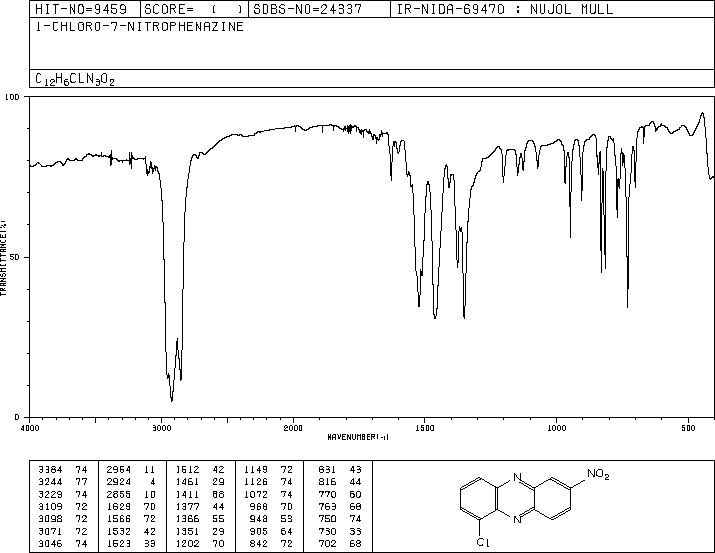 HIT-NO=9459 SCORE= ( ) SDBS-NO=24337 IR-NIDA-69470 : NUJOL MULL
1-CHLORO-7-NITROPHENAZINE
C12H6CLN3O2
100
50
0
TRANSMITTANCE(%)
4000 3000 2000 1500 1000 500
WAVENUMBER(-1)
3384 74 2954 11 1512 42 1149 72 831 43
3244 77 2924 4 1461 29 1126 74 816 44
3229 74 2855 10 1411 68 1072 74 770 60
3109 72 1629 70 1377 44 968 70 763 68
3098 72 1566 72 1366 55 948 53 750 74
3071 72 1532 42 1351 29 905 64 730 33
3046 74 1523 33 1202 70 842 72 702 68
N NO2
N
Cl